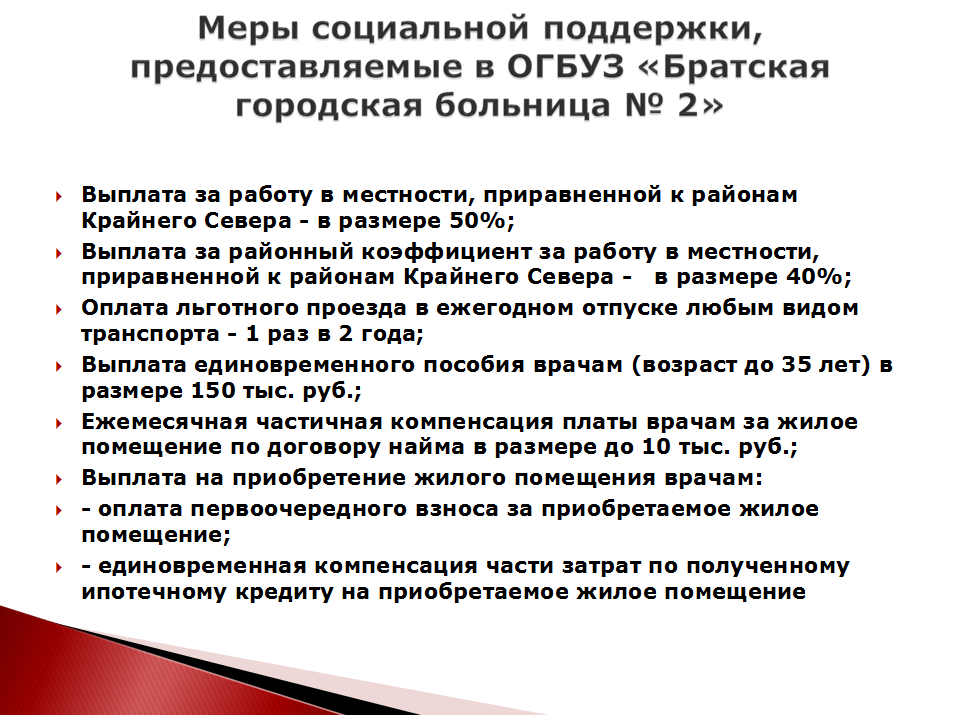 Меры социальной поддержки,
предоставляемые в ОГБУЗ «Братская
городская больница № 2»
Выплата за работу в местности, приравненной к районам
Крайнего Севера - в размере 50%;
Выплата за районный коэффициент за работу в местности,
приравненной к районам Крайнего Севера - в размере 40%;
Оплата льготного проезда в ежегодном отпуске любым видом
транспорта - 1 раз в 2 года;
Выплата единовременного пособия врачам (возраст до 35 лет) в
размере 150 тыс. руб.;
Ежемесячная частичная компенсация платы врачам за жилое
помещение по договору найма в размере до 10 тыс. руб.;
Выплата на приобретение жилого помещения врачам:
- оплата первоочередного взноса за приобретаемое жилое
помещение;
- единовременная компенсация части затрат по полученному
ипотечному кредиту на приобретаемое жилое помещение